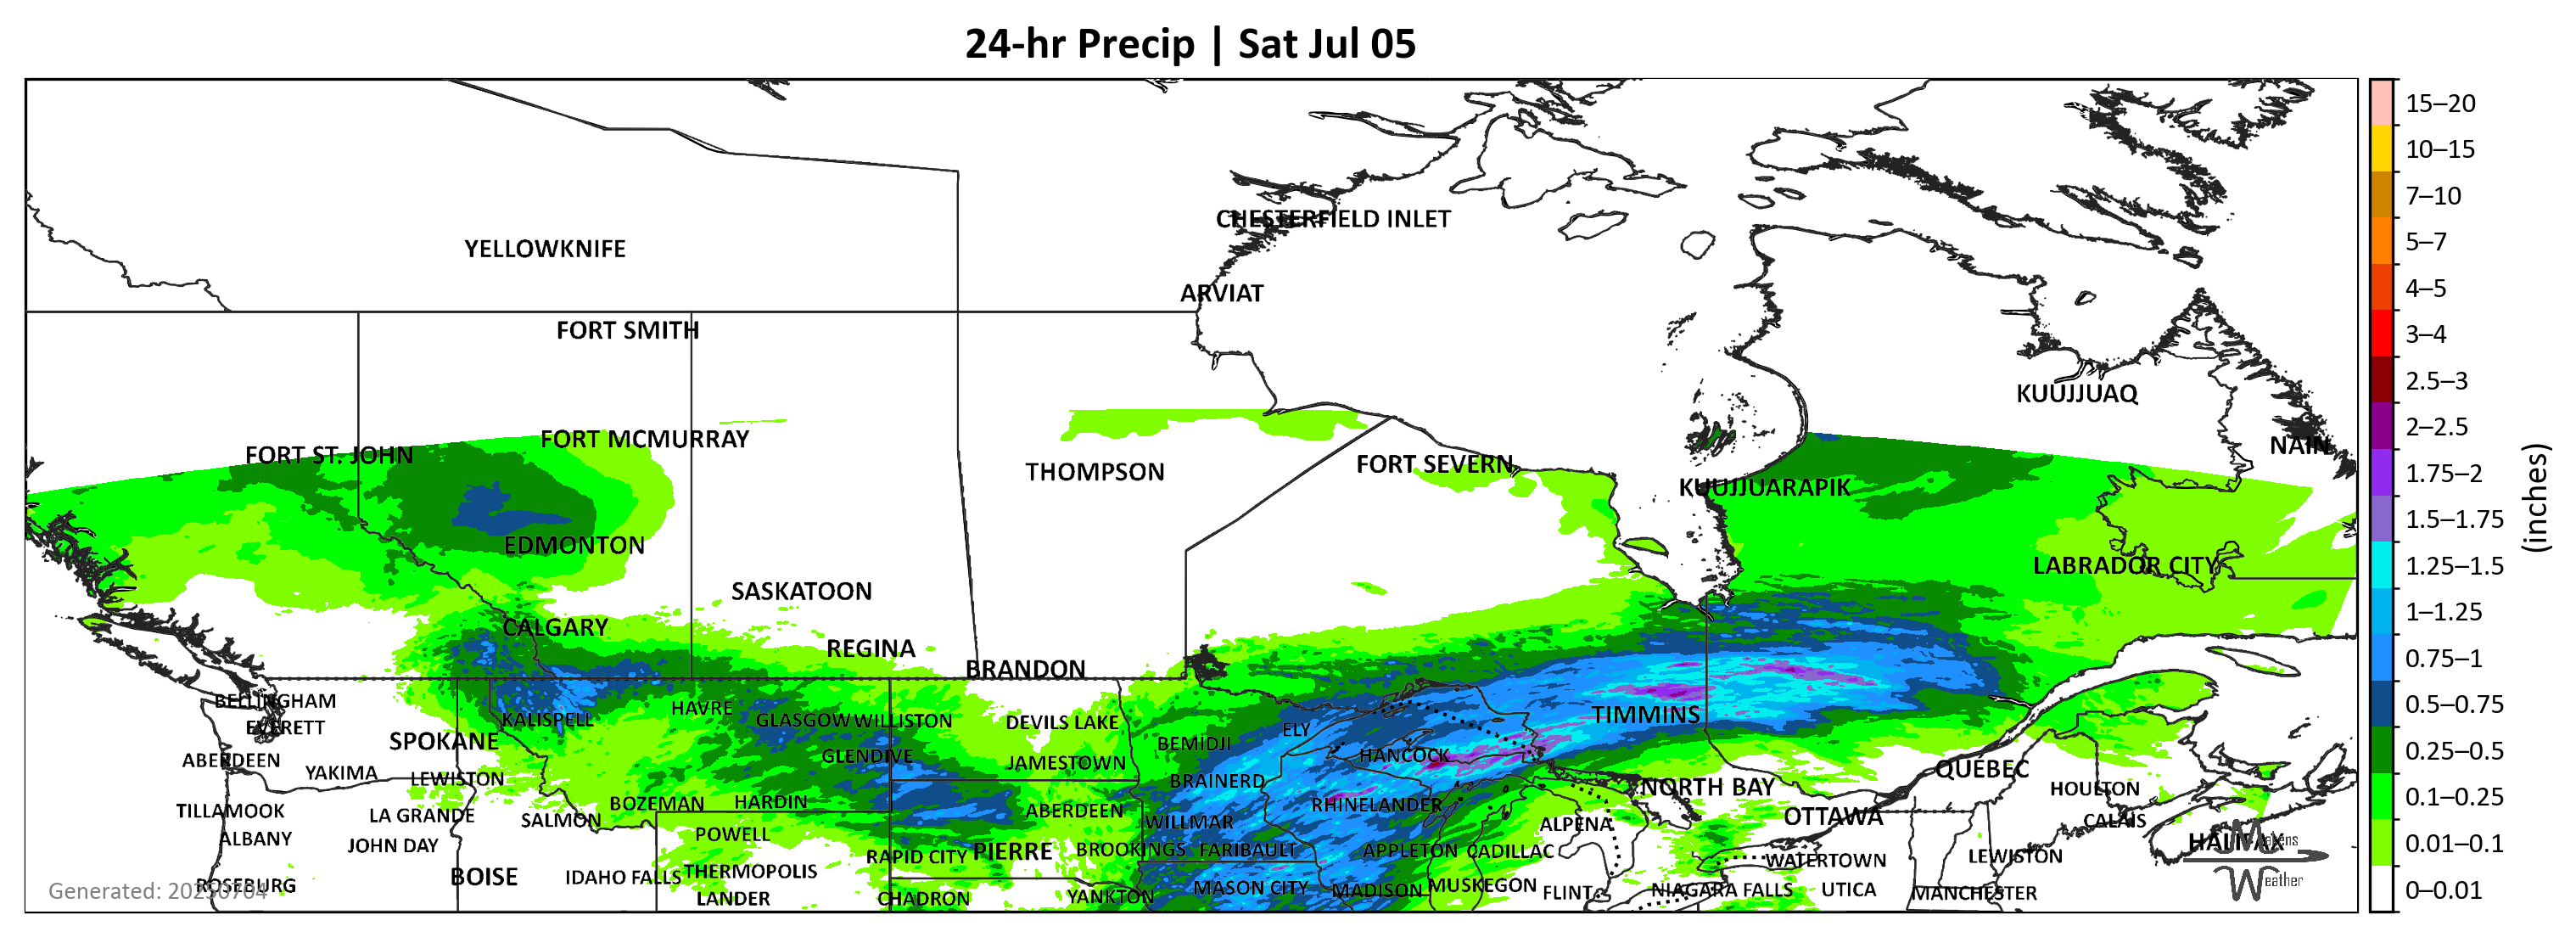 24-hr Precip | Sat Jul 05
CHESTERFIELD INLET
YELLOWKNIFE
ARVIAT
FORT SMITH
KUUJJUAQ
FORT MCMURRAY
NAIN
FORT ST. JOHN
FORT SEVERN
THOMPSON
KUUJJUARAPIK
EDMONTON
LABRADOR CITY
SASKATOON
CALGARY
REGINA
BRANDON
BELLINGHAM
HAVRE
KALISPELL
GLASGOW
WILLISTON
DEVILS LAKE
TIMMINS
EVERETT
ELY
SPOKANE
BEMIDJI
GLENDIVE
HANCOCK
ABERDEEN
JAMESTOWN
QUÉBEC
YAKIMA
LEWISTON
BRAINERD
NORTH BAY
HOULTON
BOZEMAN
HARDIN
RHINELANDER
TILLAMOOK
ABERDEEN
LA GRANDE
OTTAWA
SALMON
WILLMAR
CALAIS
ALPENA
POWELL
ALBANY
HALIFAX
JOHN DAY
PIERRE
BROOKINGS
FARIBAULT
APPLETON
CADILLAC
RAPID CITY
LEWISTON
WATERTOWN
THERMOPOLIS
BOISE
IDAHO FALLS
ROSEBURG
MASON CITY
MADISON
MUSKEGON
FLINT
NIAGARA FALLS
UTICA
MANCHESTER
LANDER
CHADRON
YANKTON
Generated: 20250704
Weather
15–20
10–15
7–10
5–7
4–5
3–4
2.5–3
2–2.5
1.75–2
1.5–1.75
1.25–1.5
1–1.25
0.75–1
0.5–0.75
0.25–0.5
0.1–0.25
0.01–0.1
0–0.01
(inches)